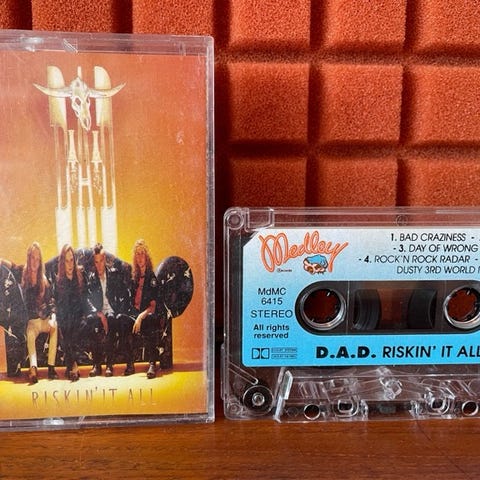 RISKIN' IT ALL
Medley
Records
1. BAD CRAZINESS -
MdMC
6415
- 3. DAY OF WRONG
- 4. ROCK'N ROCK RADAR -
STEREO
DUSTY 3RD WORLD
All rights
reserved
D.A.D. RISKIN' IT ALL